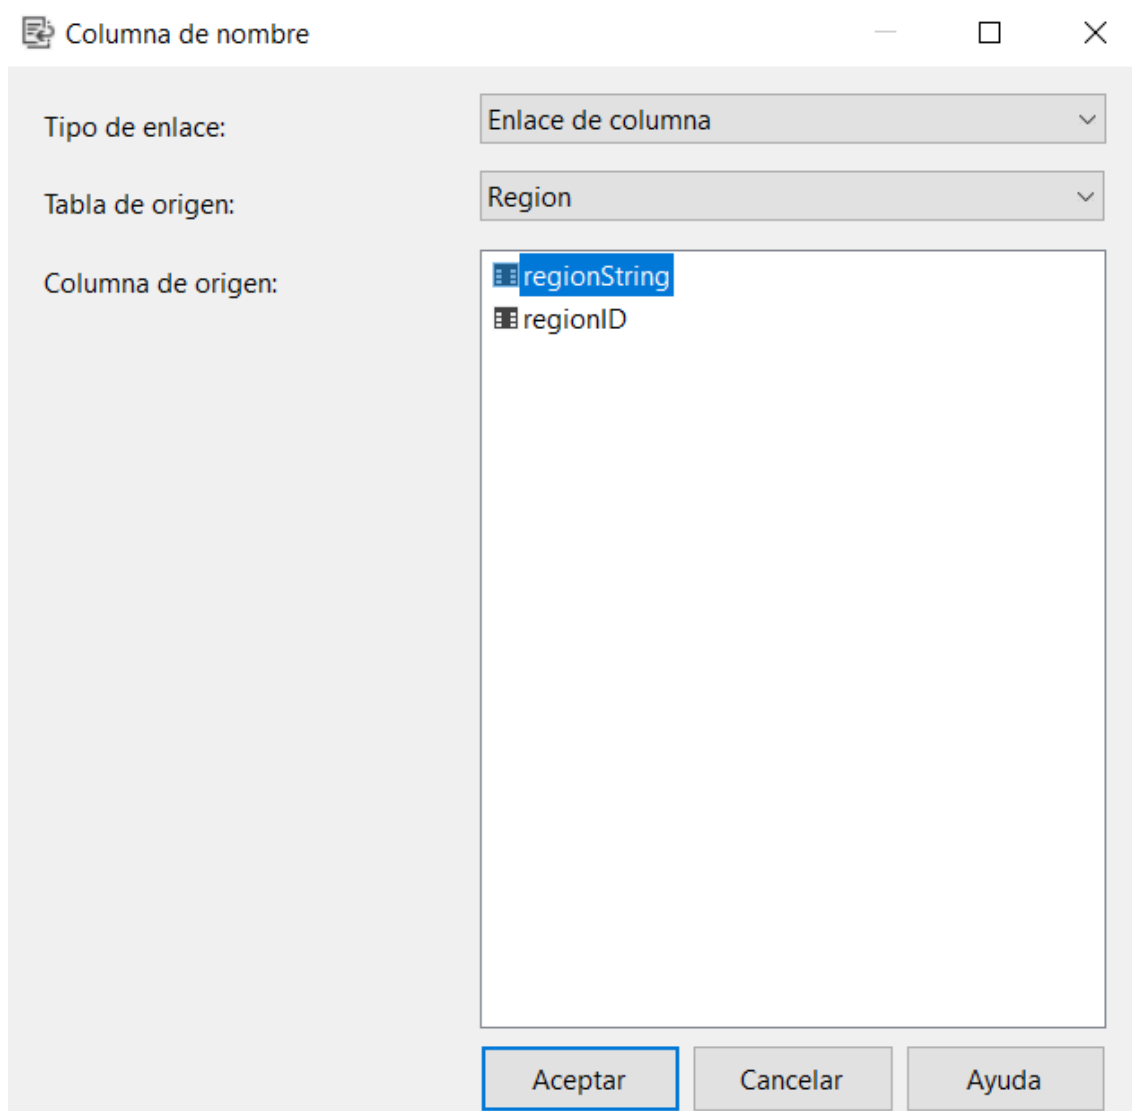 Columna de nombre
Tipo de enlace:
Enlace de columna
Tabla de origen:
Region
Columna de origen:
regionString
regionID
Aceptar
Cancelar
Ayuda